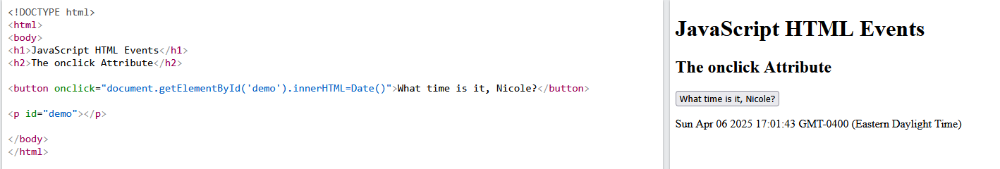 <!DOCTYPE html>
<html>
<body>
<h1>JavaScript HTML Events</h1>
<h2>The onclick Attribute</h2>
<button onclick="document.getElementById('demo').innerHTML=Date()">What time is it, Nicole?</button>
<p id="demo"></p>
</body>
</html>
JavaScript HTML Events
The onclick Attribute
What time is it, Nicole?
Sun Apr 06 2025 17:01:43 GMT-0400 (Eastern Daylight Time)